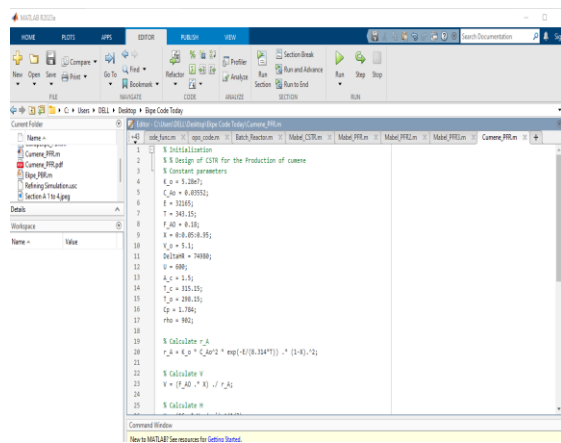 MATLAB R2023a
HOME PLOTS APPS EDITOR PUBLISH VIEW
Search Documentation
New Open Save Compare Print Go To Find Bookmark Refactor Profiler Analyze Run Section Section Break Run and Advance Run to End Run Step Stop
FILE NAVIGATE CODE ANALYZE SECTION RUN
C: Users DELL Desktop Ekpe Code Today
Current Folder
Name
Cumene_PFR.m
Cumene_PFR.pdf
Ekpe_PBR.m
Refining Simulation.usc
Section A 1 to 4.jpeg
Details
Workspace
Name Value
Editor - C:\Users\DELL\Desktop\Ekpe Code Today\Cumene_PFR.m
+43 ode_func.m opo_code.m Batch_Reactor.m Mabel_CSTR.m Mabel_PFR.m Mabel_PFR2.m Mabel_PFR3.m Cumene_PFR.m +
1 % Initialization
2 % % Design of CSTR for the Production of cumene
3 % Constant parameters
4 K_o = 5.28e7;
5 C_Ao = 0.03552;
6 E = 32165;
7 T = 343.15;
8 F_AO = 0.18;
9 X = 0:0.05:0.95;
10 V_o = 5.1;
11 DeltaHR = 74980;
12 U = 600;
13 A_c = 1.5;
14 T_c = 315.15;
15 T_o = 298.15;
16 Cp = 1.784;
17 rho = 902;
18
19 % Calculate r_A
20 r_A = K_o * C_Ao^2 * exp(-E/(8.314*T)) .* (1-X).^2;
21
22 % Calculate V
23 V = (F_AO .* X) ./ r_A;
24
25 % Calculate H
Command Window
New to MATLAB? See resources for Getting Started.